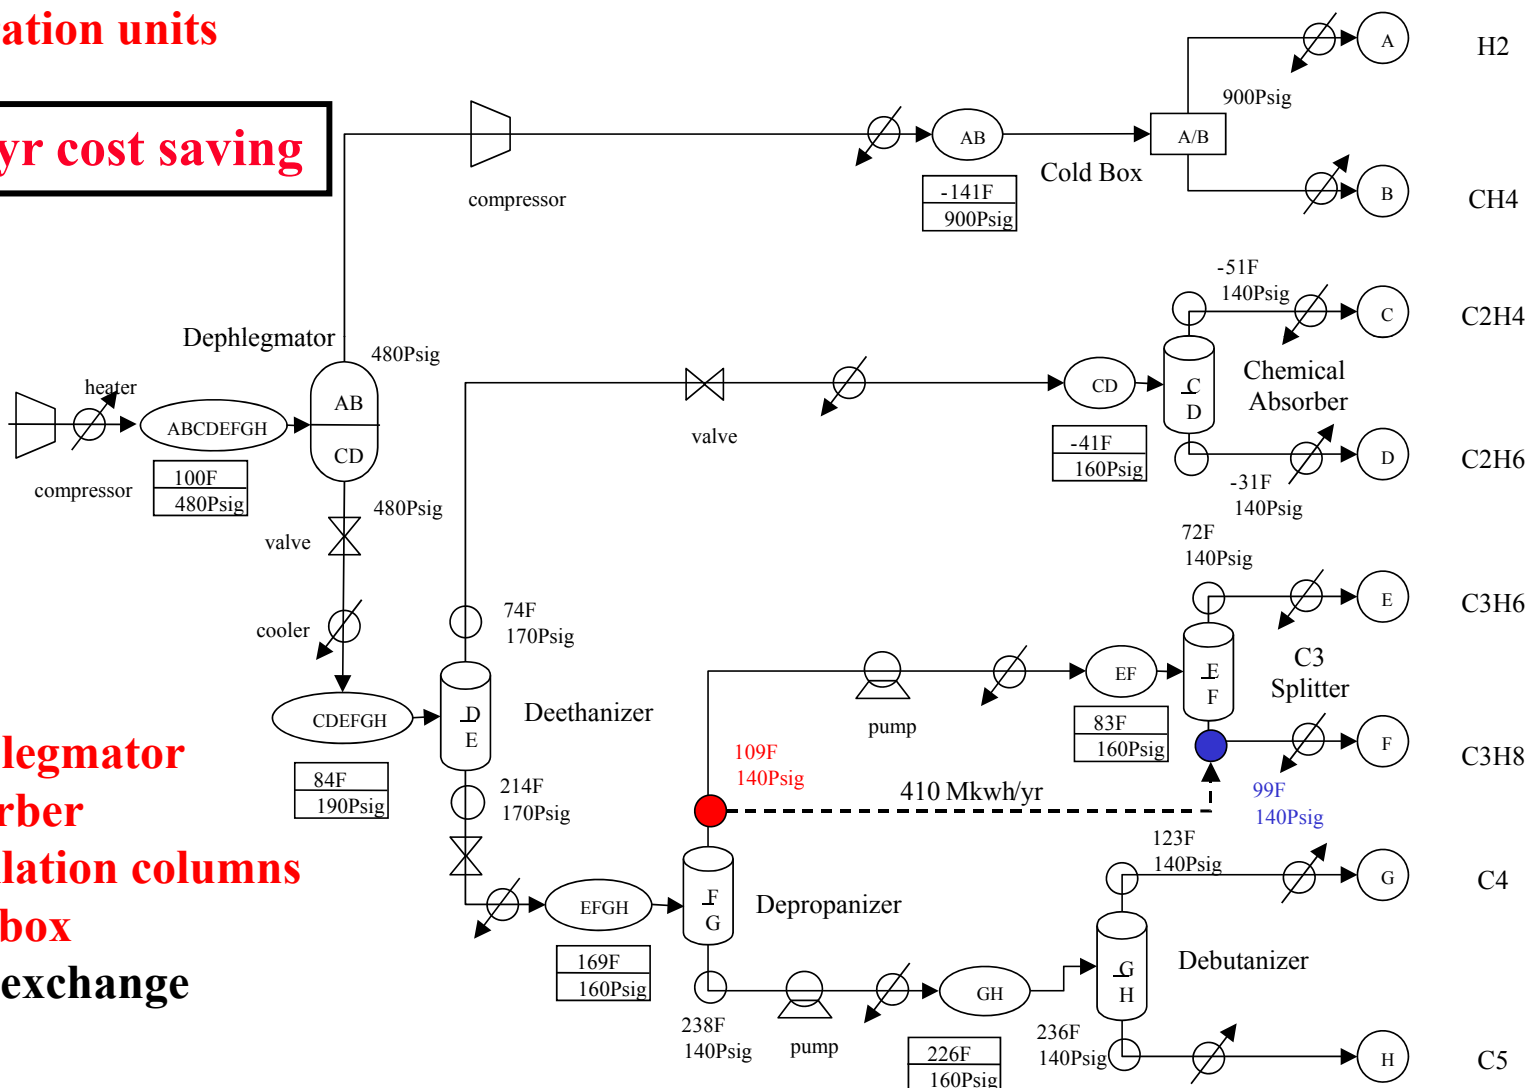 ation units
yr cost saving
A
H2
900Psig
AB
A/B
Cold Box
compressor
-141F
900Psig
B
CH4
-51F
140Psig
C
C2H4
Dephlegmator
480Psig
heater
ABCDEFGH
AB
CD
100F
480Psig
compressor
480Psig
valve
valve
CD
-41F
160Psig
C
D
Chemical
Absorber
D
C2H6
-31F
140Psig
72F
140Psig
cooler
74F
170Psig
E
C3H6
CDEFGH
84F
190Psig
D
E
Deethanizer
pump
EF
83F
160Psig
E
F
C3
Splitter
F
C3H8
legmator
rber
lation columns
box
exchange
214F
170Psig
109F
140Psig
410 Mkwh/yr
99F
140Psig
123F
140Psig
EFGH
169F
160Psig
F
G
Depropanizer
G
C4
238F
140Psig
pump
GH
226F
160Psig
G
H
Debutanizer
236F
140Psig
H
C5